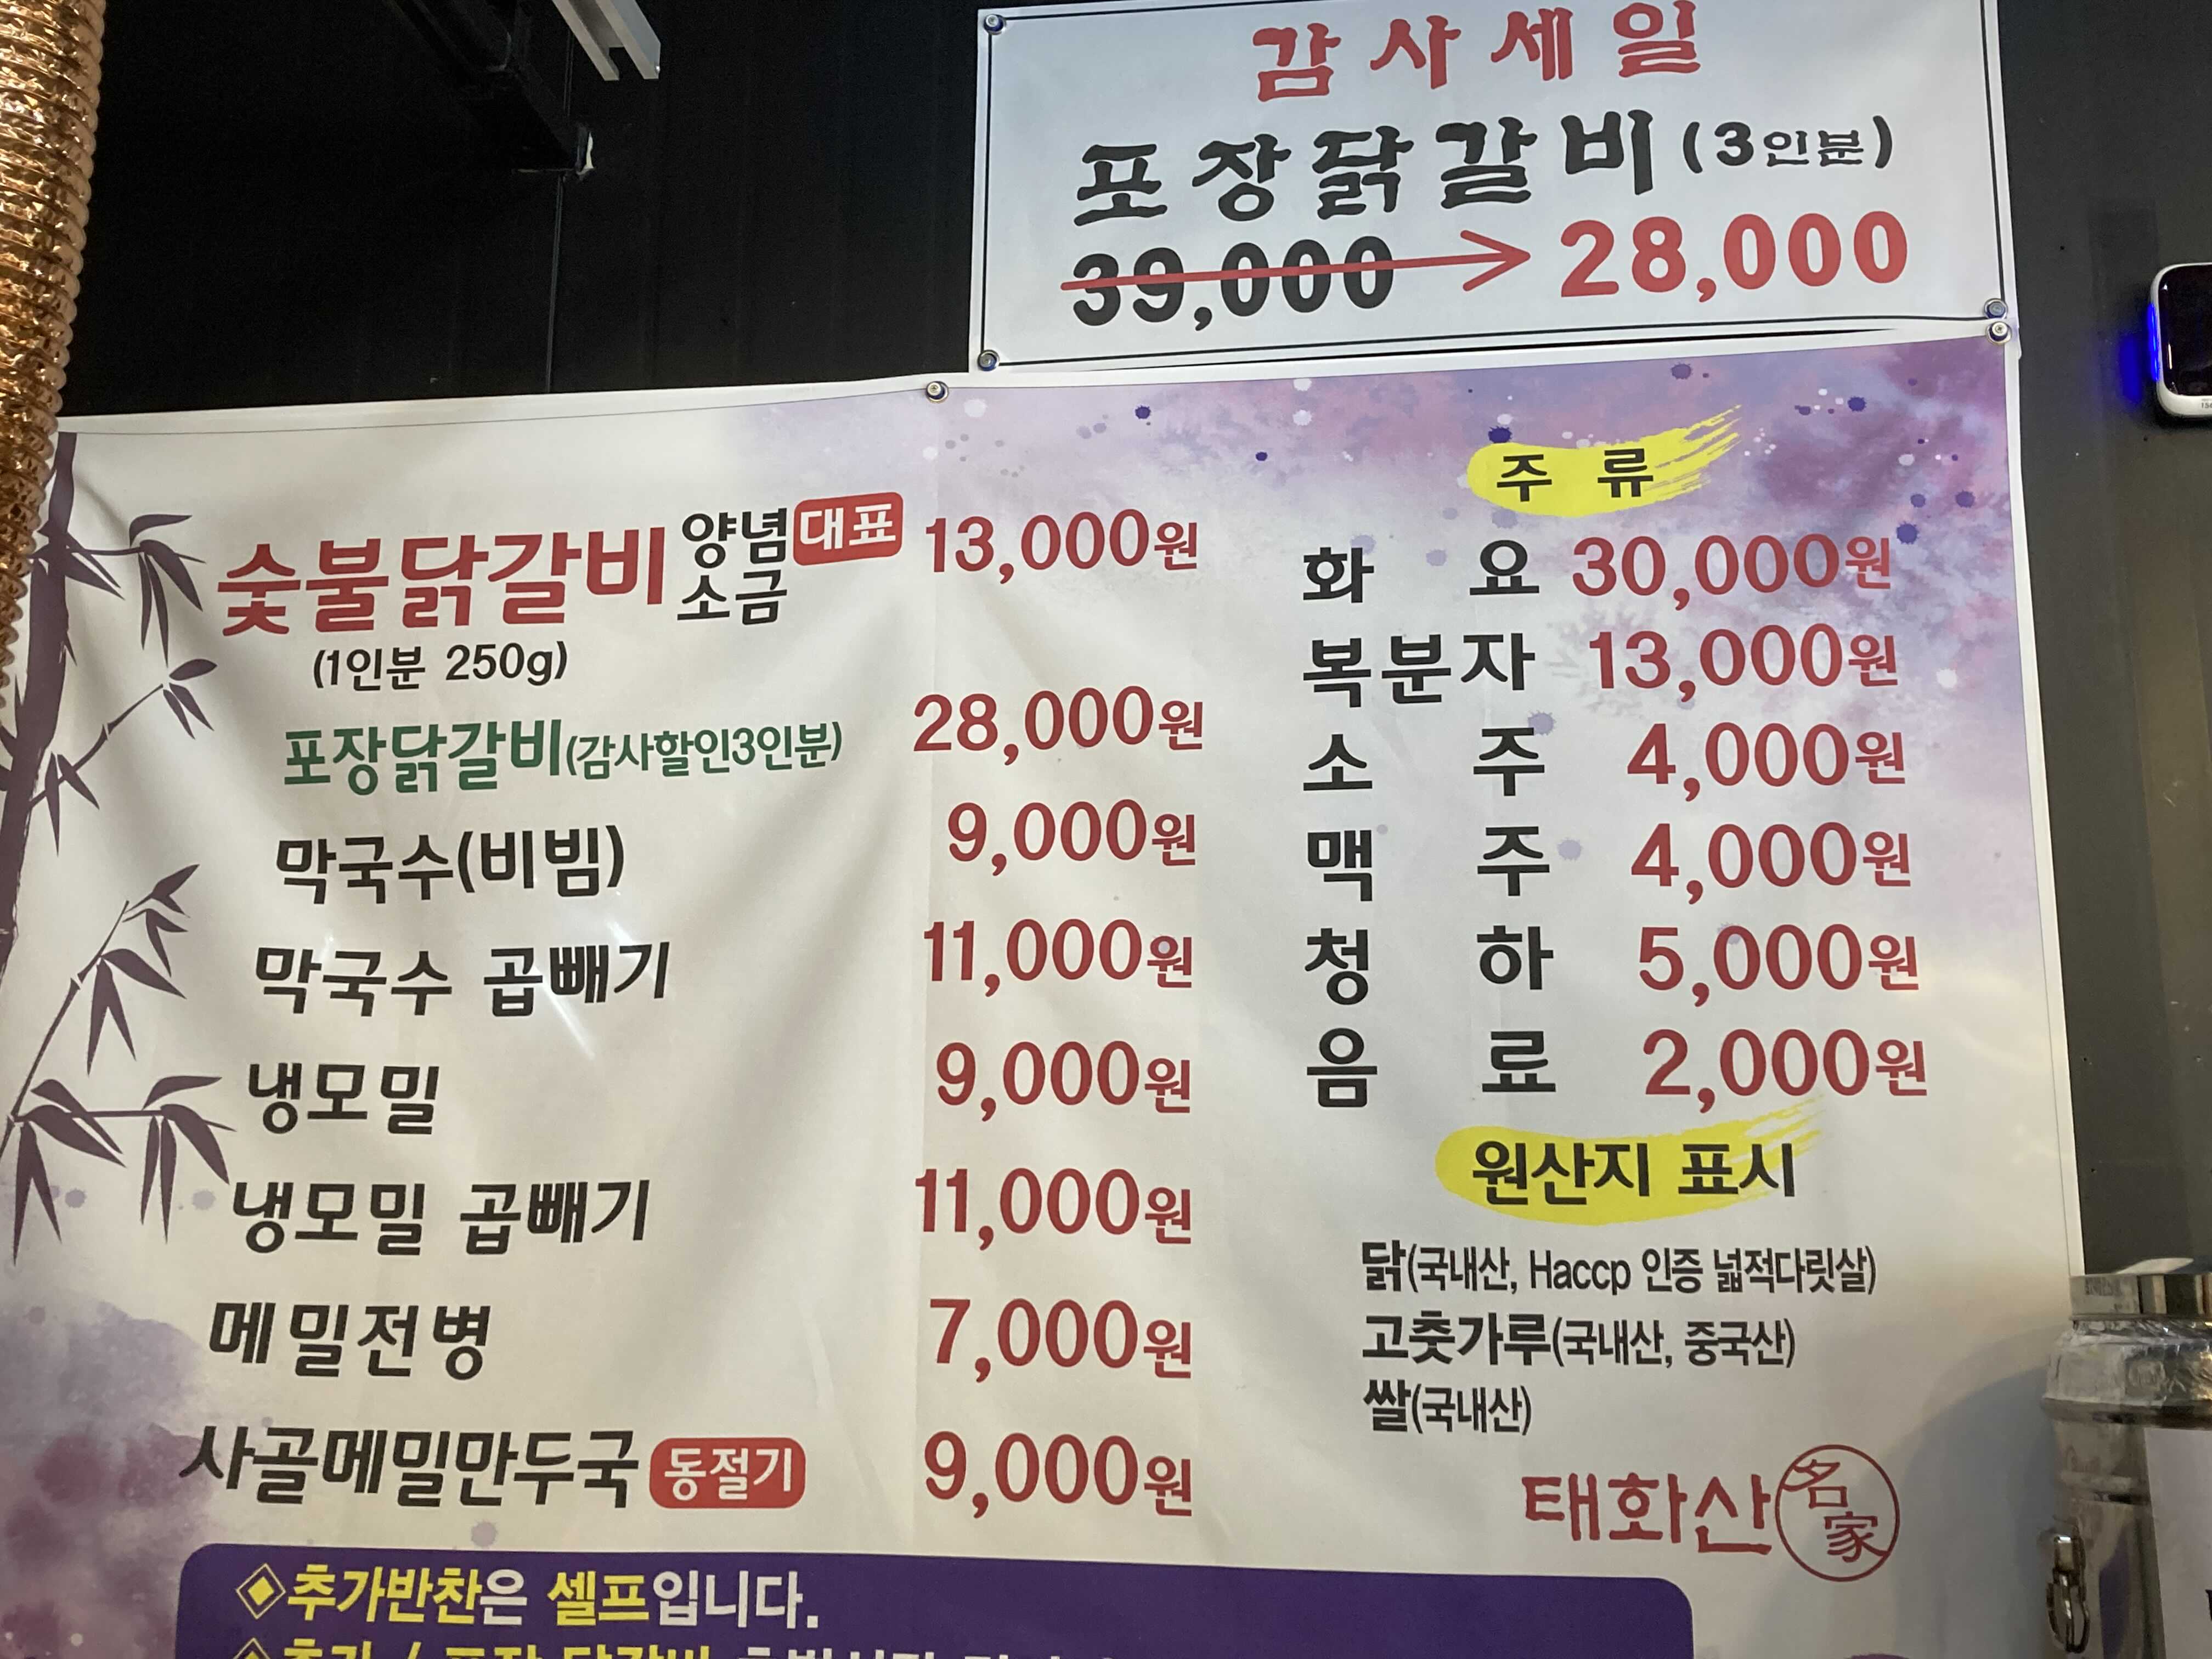 감사세일
포장닭갈비(3인분)
39,000 → 28,000
숯불닭갈비 양념 대표 13,000원
소금
(1인분 250g)
포장닭갈비(감사할인3인분) 28,000원
막국수(비빔) 9,000원
막국수 곱빼기 11,000원
냉모밀 9,000원
냉모밀 곱빼기 11,000원
메밀전병 7,000원
사골메밀만두국 동절기 9,000원
◈추가반찬은 셀프입니다.
주류
화요 30,000원
복분자 13,000원
소주 4,000원
맥주 4,000원
청하 5,000원
음료 2,000원
원산지 표시
닭(국내산, Haccp 인증 넓적다릿살)
고춧가루(국내산, 중국산)
쌀(국내산)
태화산 名家